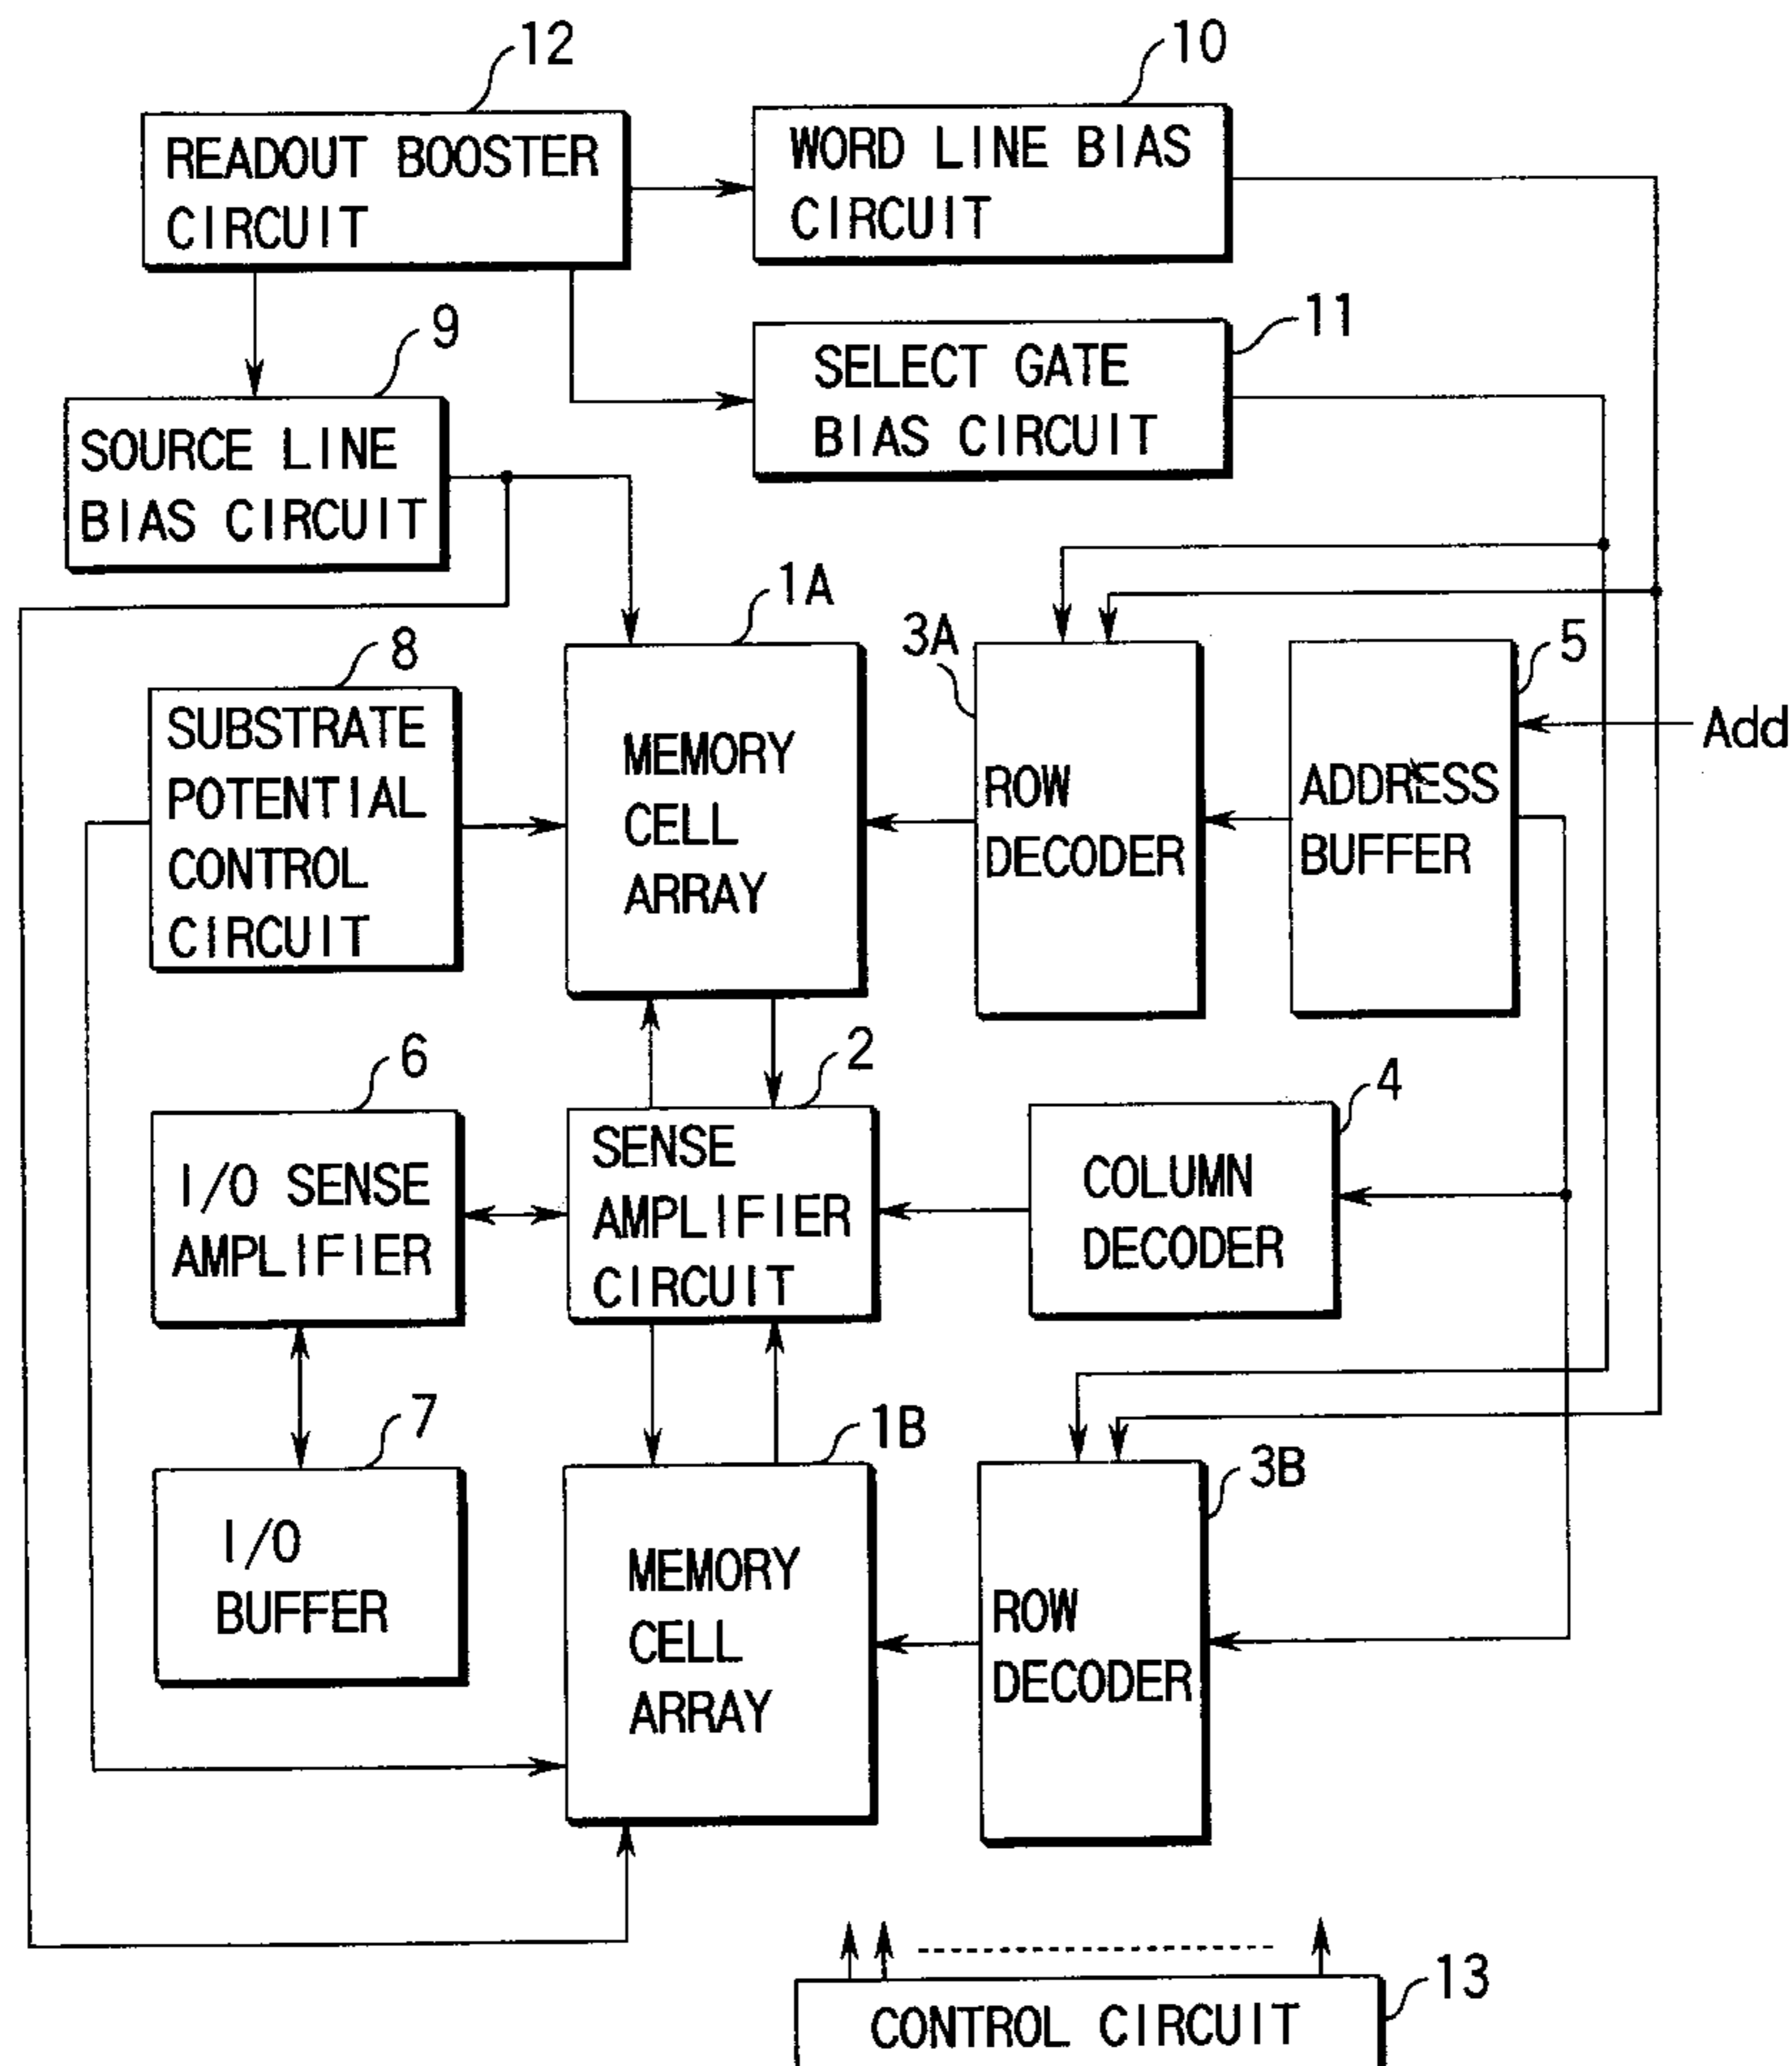 12
READOUT BOOSTER
CIRCUIT
10
WORD LINE BIAS
CIRCUIT
11
SELECT GATE
BIAS CIRCUIT
9
SOURCE LINE
BIAS CIRCUIT
1A
MEMORY
CELL
ARRAY
3A
ROW
DECODER
5
ADDRESS
BUFFER
Add
8
SUBSTRATE
POTENTIAL
CONTROL
CIRCUIT
6
I/O SENSE
AMPLIFIER
2
SENSE
AMPLIFIER
CIRCUIT
4
COLUMN
DECODER
7
I/O
BUFFER
1B
MEMORY
CELL
ARRAY
3B
ROW
DECODER
13
CONTROL CIRCUIT